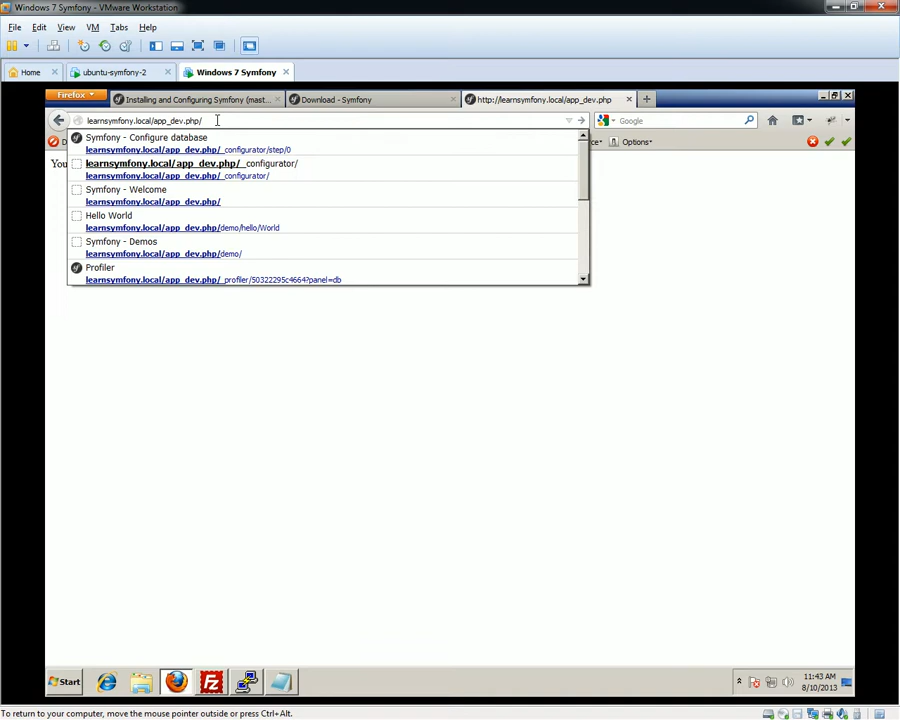 Windows 7 Symfony - VMware Workstation
File Edit View VM Tabs Help
Home ubuntu-symfony-2 Windows 7 Symfony
Firefox Installing and Configuring Symfony (mast... Download - Symfony http://learnsymfony.local/app_dev.php
learnsymfony.local/app_dev.php/ Google
Symfony - Configure database
learnsymfony.local/app_dev.php/_configurator/step/0
Options
You
learnsymfony.local/app_dev.php/_configurator/
learnsymfony.local/app_dev.php/_configurator/
Symfony - Welcome
learnsymfony.local/app_dev.php/
Hello World
learnsymfony.local/app_dev.php/demo/hello/World
Symfony - Demos
learnsymfony.local/app_dev.php/demo/
Profiler
learnsymfony.local/app_dev.php/_profiler/50322295c4664?panel=db
Start
11:43 AM
8/10/2013
To return to your computer, move the mouse pointer outside or press Ctrl+Alt.